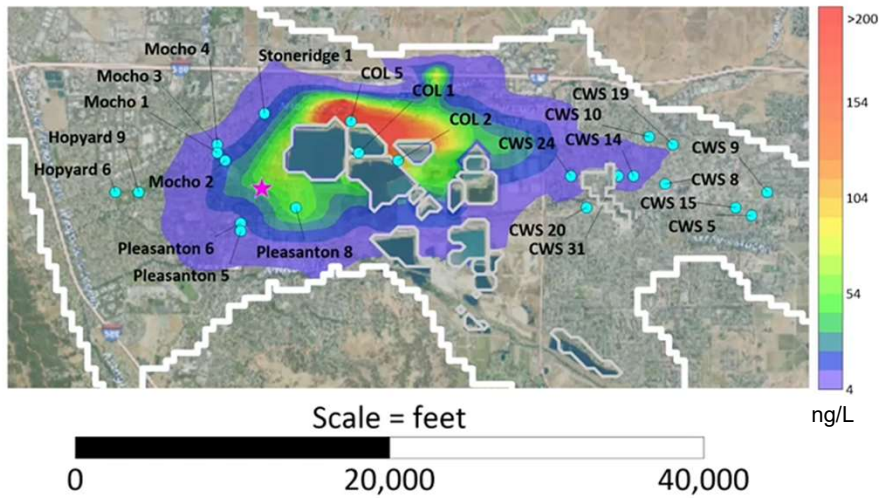 >200
154
104
54
4
ng/L
Mocho 4
Stoneridge 1
Mocho 3
COL 5
Mocho 1
COL 1
CWS 19
CWS 10
COL 2
Hopyard 9
CWS 24
CWS 14
CWS 9
Hopyard 6
Mocho 2
CWS 8
CWS 15
CWS 5
CWS 20
Pleasanton 6
Pleasanton 8
CWS 31
Pleasanton 5
Scale = feet
0
20,000
40,000